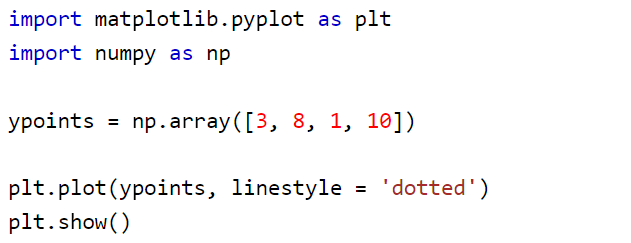 import matplotlib.pyplot as plt
import numpy as np
ypoints = np.array([3, 8, 1, 10])
plt.plot(ypoints, linestyle = 'dotted')
plt.show()